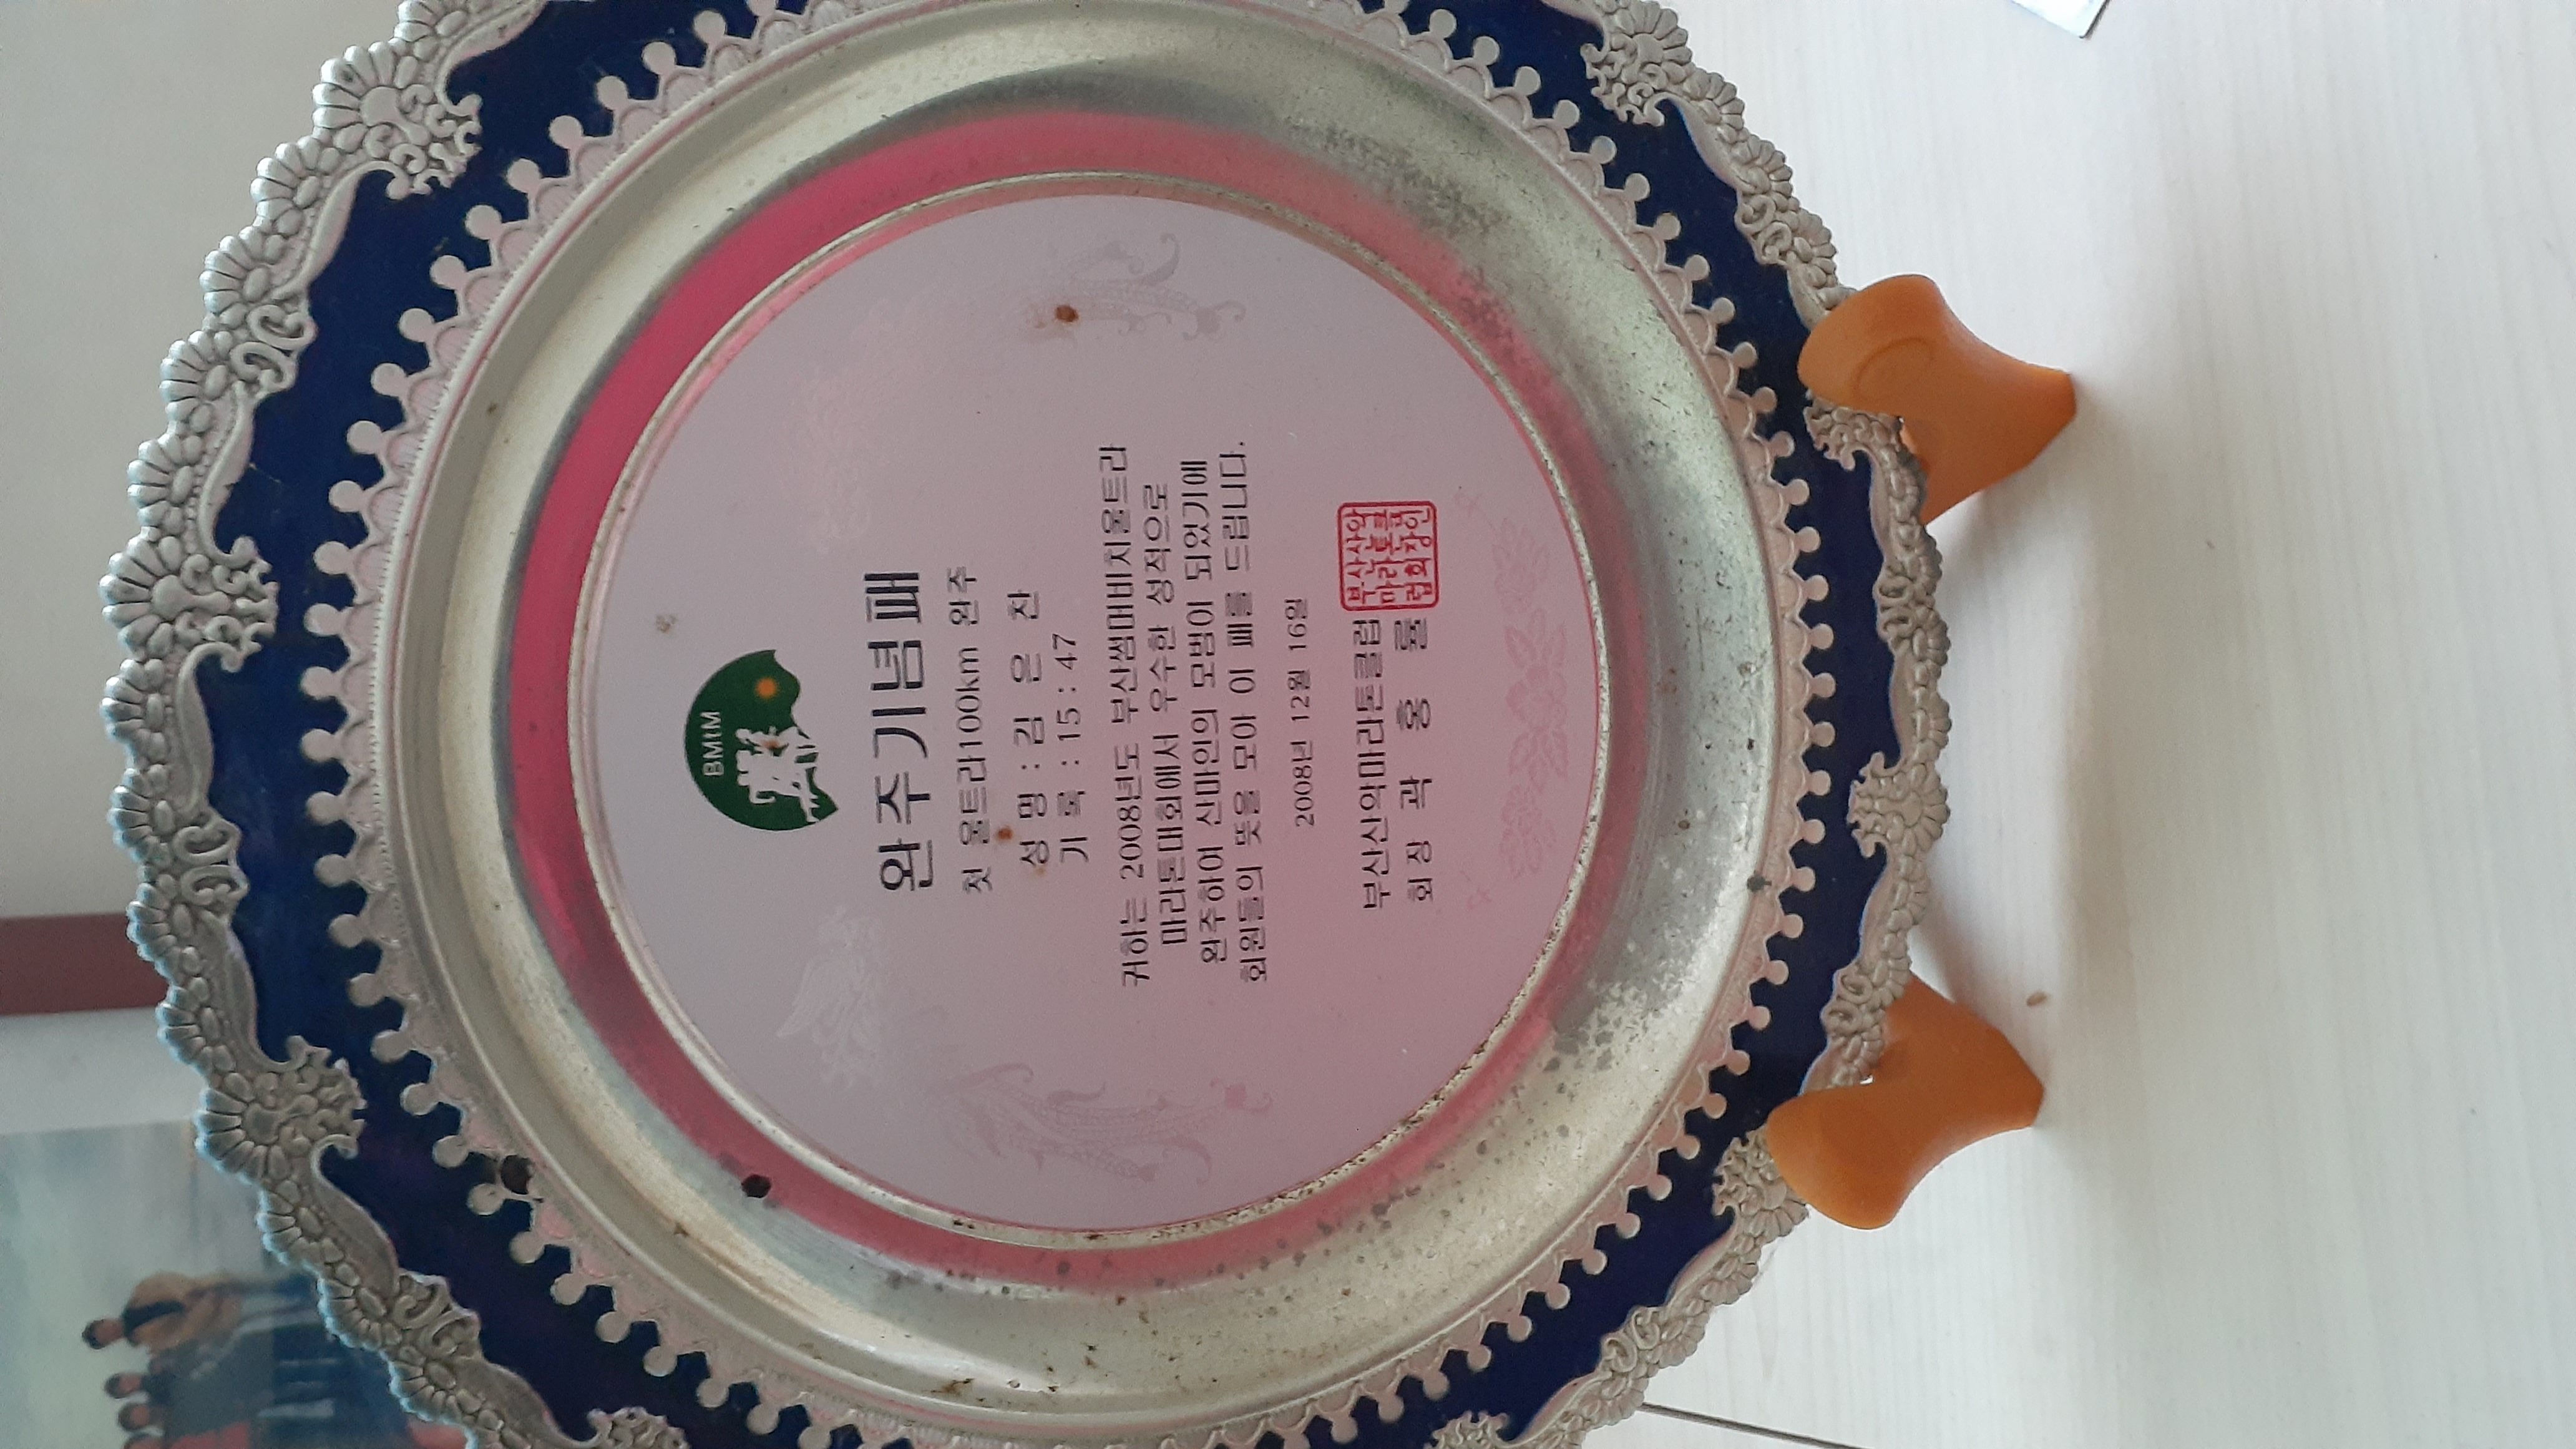 BMtM
완주기념패
첫 울트라100km 완주
성 명 : 김 은 찬
기 록 : 15 : 47
귀하는 2008년도 부산썸머비치울트라
마라톤대회에서 우수한 성적으로
완주하여 산마인의 모범이 되었기에
회원들의 뜻을 모아 이 패를 드립니다.
2008년 12월 16일
부산산악마라톤클럽
회 장 곽 홍 률
부산산악
마라톤클
럽회장인